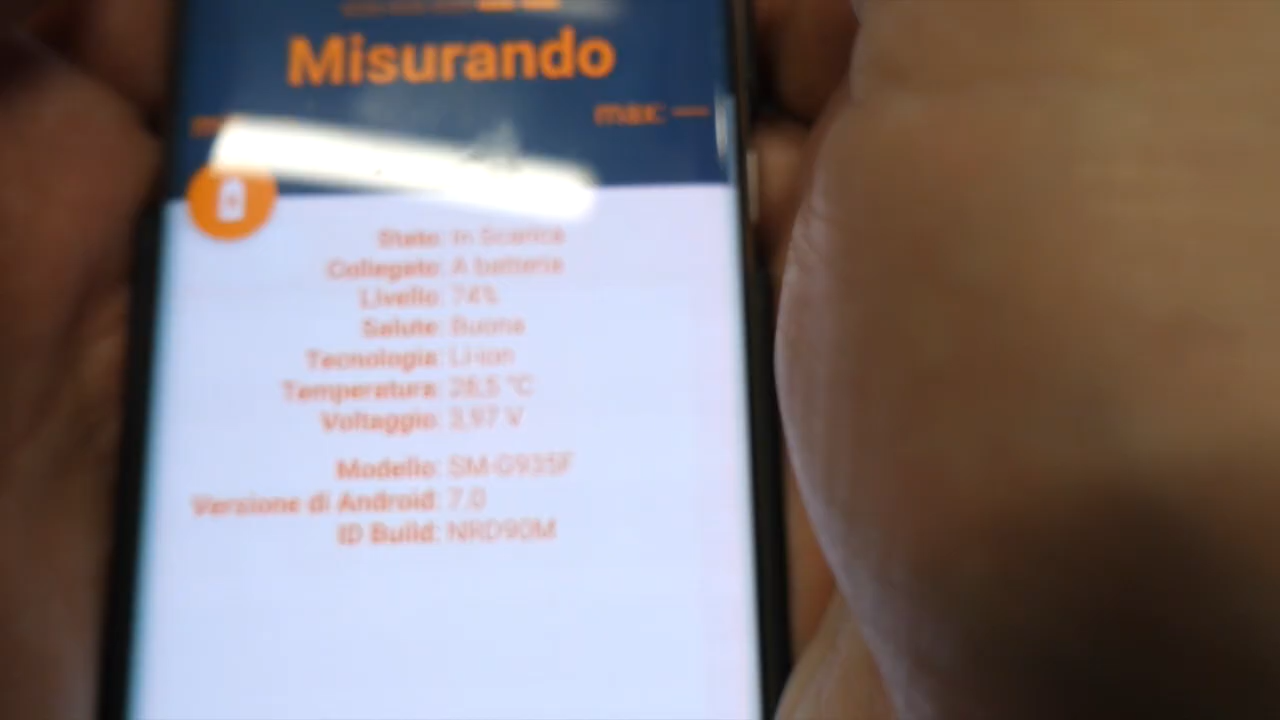 Misurando
max: —
Stato: In Scarica
Collegato: A batteria
Livello: 74%
Salute: Buona
Tecnologia: Li-ion
Temperatura: 28,5 °C
Voltaggio: 3,97 V
Modello: SM-G935F
Versione di Android: 7.0
ID Build: NRD90M